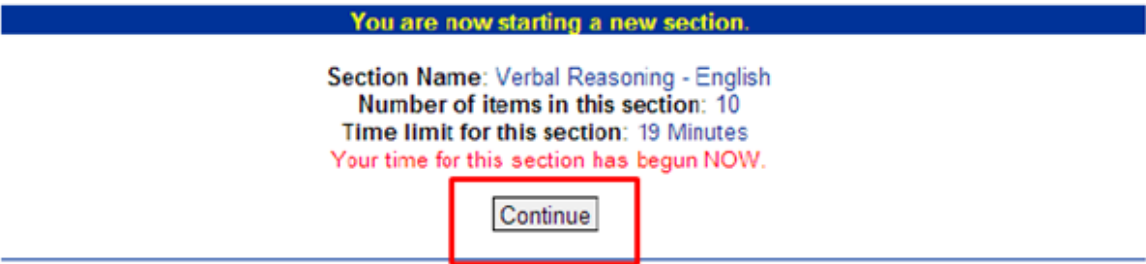 You are now starting a new section.
Section Name: Verbal Reasoning - English
Number of items in this section: 10
Time limit for this section: 19 Minutes
Your time for this section has begun NOW.
Continue